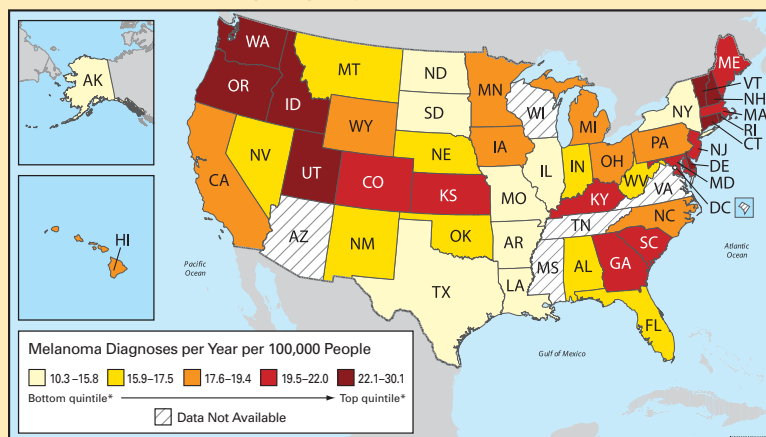 AK
HI
WA
OR
ID
MT
ND
SD
MN
WI
MI
WY
NE
IA
NV
UT
CO
KS
CA
AZ
NM
OK
TX
MO
AR
LA
IL
IN
OH
KY
TN
MS
AL
GA
FL
SC
NC
WV
VA
PA
NY
ME
VT
NH
MA
RI
CT
NJ
DE
MD
DC
Pacific
Ocean
Atlantic
Ocean
Gulf of Mexico
Melanoma Diagnoses per Year per 100,000 People
10.3–15.8 15.9–17.5 17.6–19.4 19.5–22.0 22.1–30.1
Bottom quintile* Top quintile*
Data Not Available